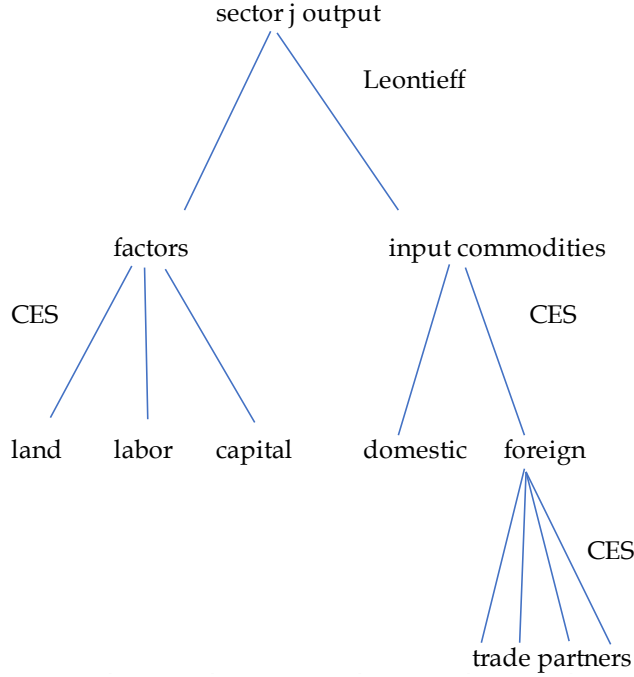 sector j output
Leontieff
factors
input commodities
CES
CES
land
labor
capital
domestic
foreign
CES
trade partners